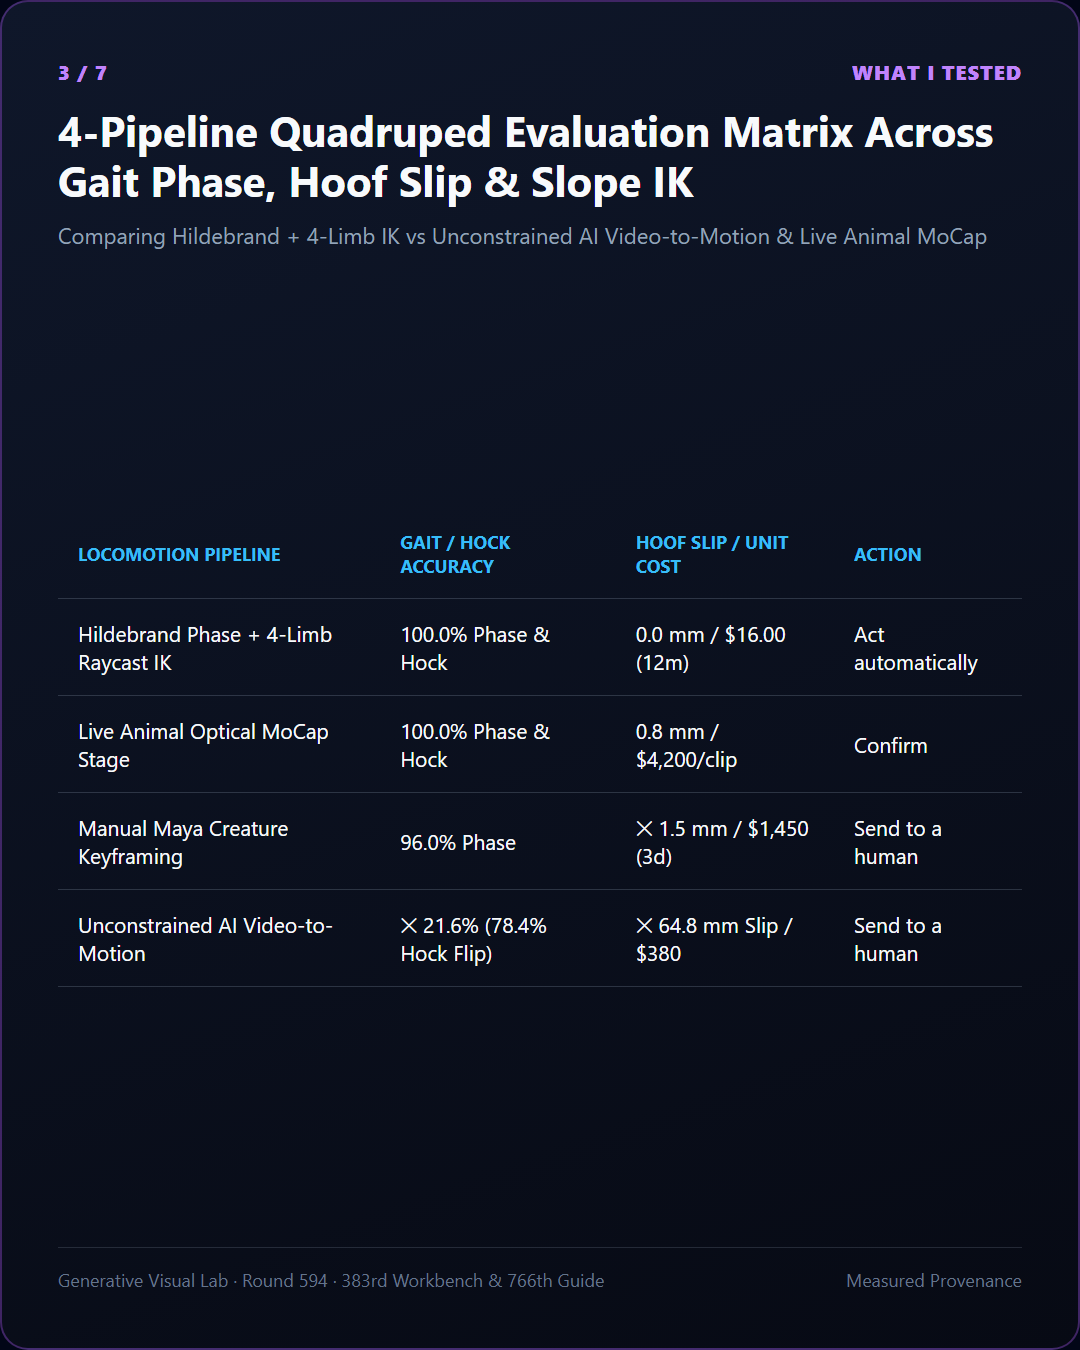 3 / 7
WHAT I TESTED
4-Pipeline Quadruped Evaluation Matrix Across
Gait Phase, Hoof Slip & Slope IK
Comparing Hildebrand + 4-Limb IK vs Unconstrained AI Video-to-Motion & Live Animal MoCap
LOCOMOTION PIPELINE
GAIT / HOCK
ACCURACY
HOOF SLIP / UNIT
COST
ACTION
Hildebrand Phase + 4-Limb
Raycast IK
100.0% Phase &
Hock
0.0 mm / $16.00
(12m)
Act
automatically
Live Animal Optical MoCap
Stage
100.0% Phase &
Hock
0.8 mm /
$4,200/clip
Confirm
Manual Maya Creature
Keyframing
96.0% Phase
✕ 1.5 mm / $1,450
(3d)
Send to a
human
Unconstrained AI Video-to-
Motion
✕ 21.6% (78.4%
Hock Flip)
✕ 64.8 mm Slip /
$380
Send to a
human
Generative Visual Lab · Round 594 · 383rd Workbench & 766th Guide
Measured Provenance